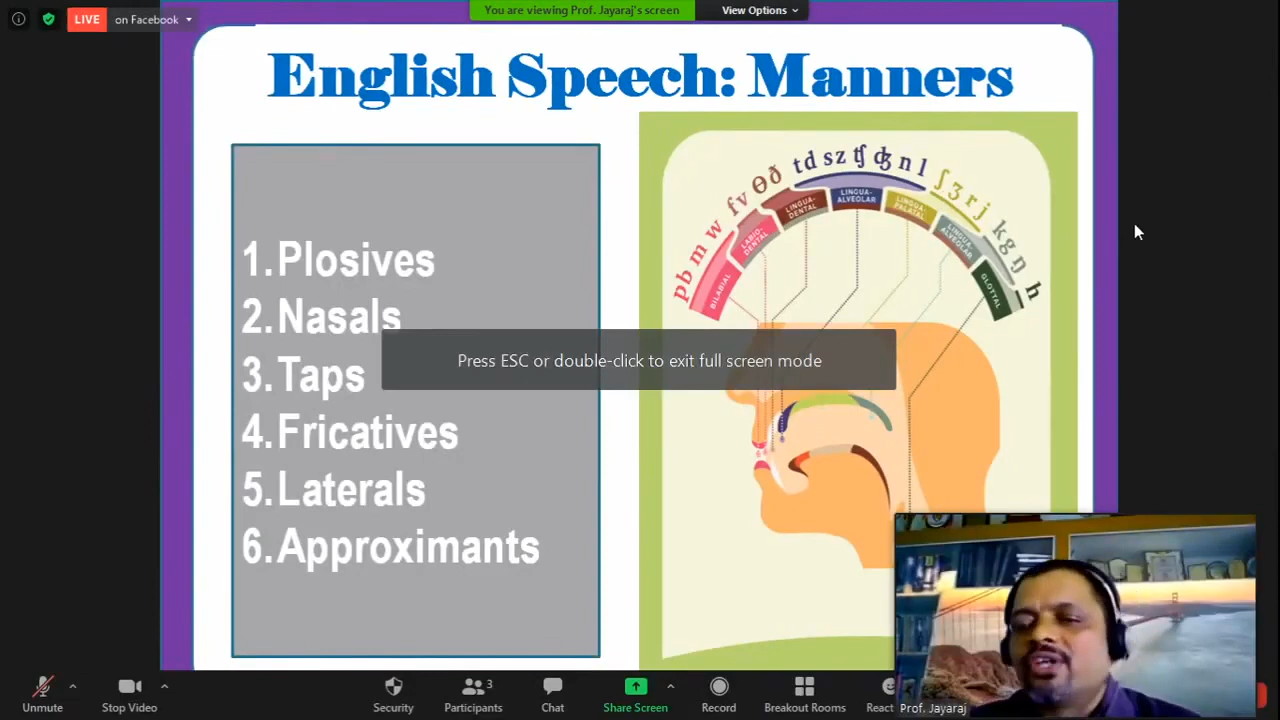 LIVE on Facebook
You are viewing Prof. Jayaraj's screen
View Options
English Speech: Manners
1.Plosives
2.Nasals
3.Taps
4.Fricatives
5.Laterals
6.Approximants
p b m w f v θ ð t d s z ʧ ʤ n l ʃ ʒ r j k g ŋ h
BILABIAL
LABIO-DENTAL
LINGUA-DENTAL
LINGUA-ALVEOLAR
LINGUA-PALATAL
LINGUA-ALVEOLAR
GLOTTAL
Press ESC or double-click to exit full screen mode
Prof. Jayaraj
Unmute
Stop Video
Security
Participants 3
Chat
Share Screen
Record
Breakout Rooms
React